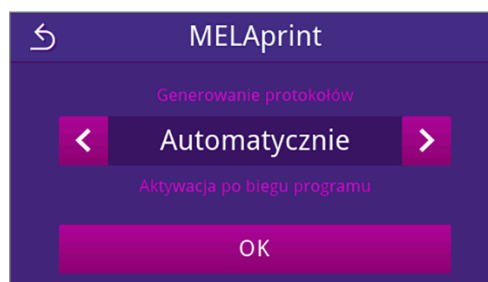 MELAprint
Generowanie protokołów
Automatycznie
Aktywacja po biegu programu
OK